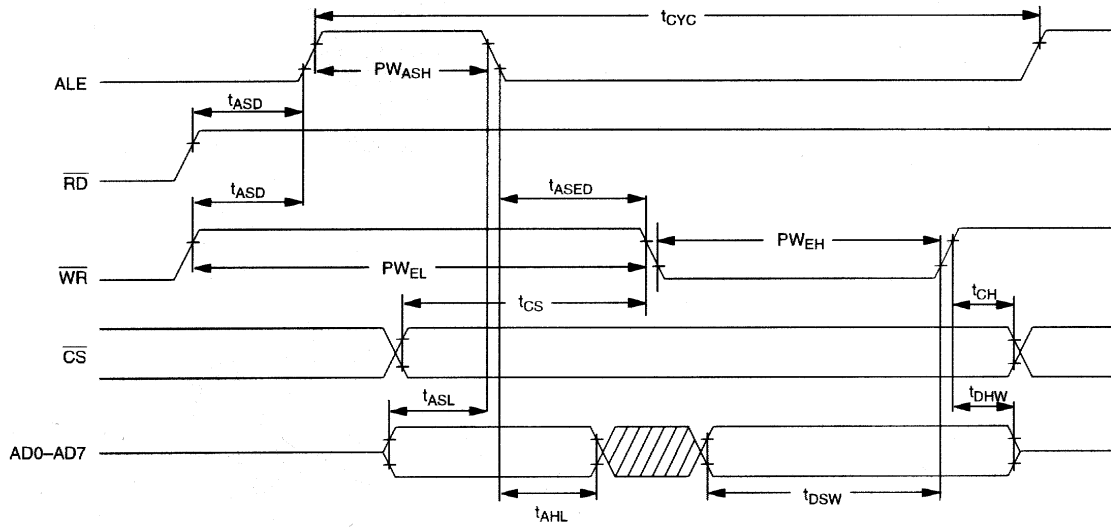 tCYC
ALE
PWASH
tASD
RD
tASD
tASED
WR
PWEL
PWEH
tCS
tCH
CS
tASL
tDHW
AD0–AD7
tAHL
tDSW